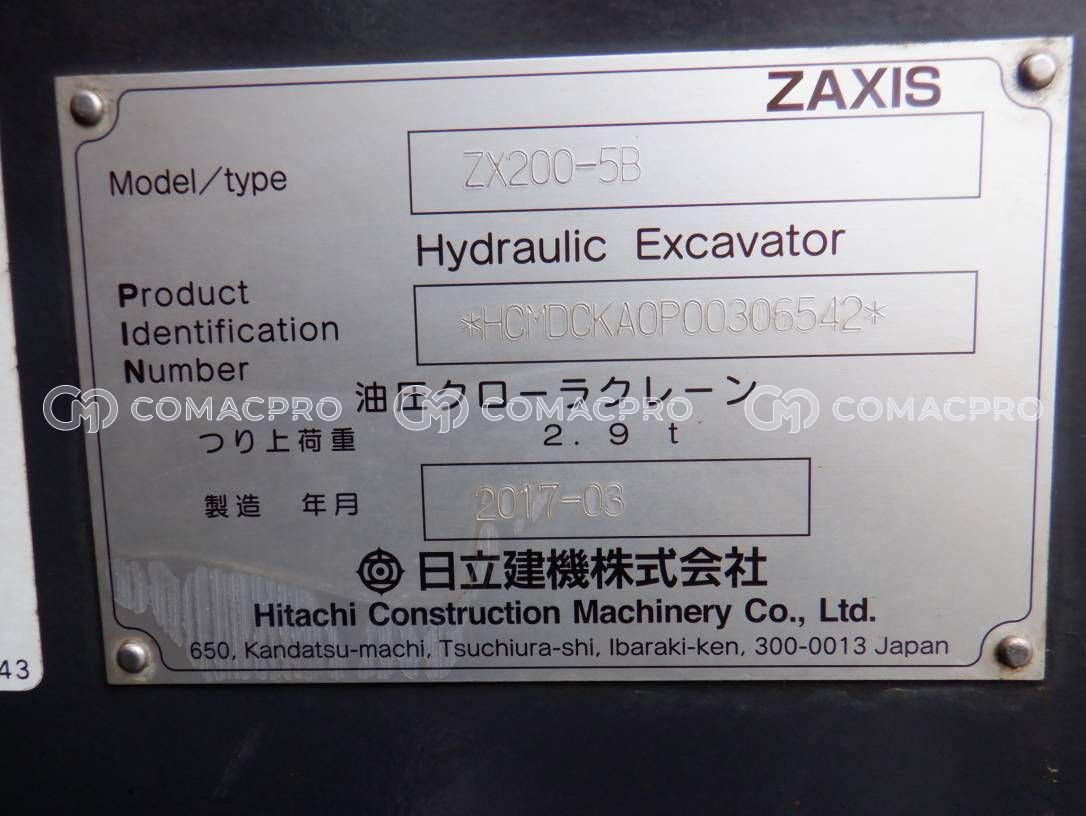 ZAXIS
Model/type ZX200-5B
Hydraulic Excavator
Product
Identification
Number
*HCMDCKA0P00306542*
油圧クローラクレーン
COMACPRO COMACPRO COMACPRO COMACPRO
つり上荷重 2.9 t
製造 年月 2017-03
日立建機株式会社
Hitachi Construction Machinery Co., Ltd.
650, Kandatsu-machi, Tsuchiura-shi, Ibaraki-ken, 300-0013 Japan
43